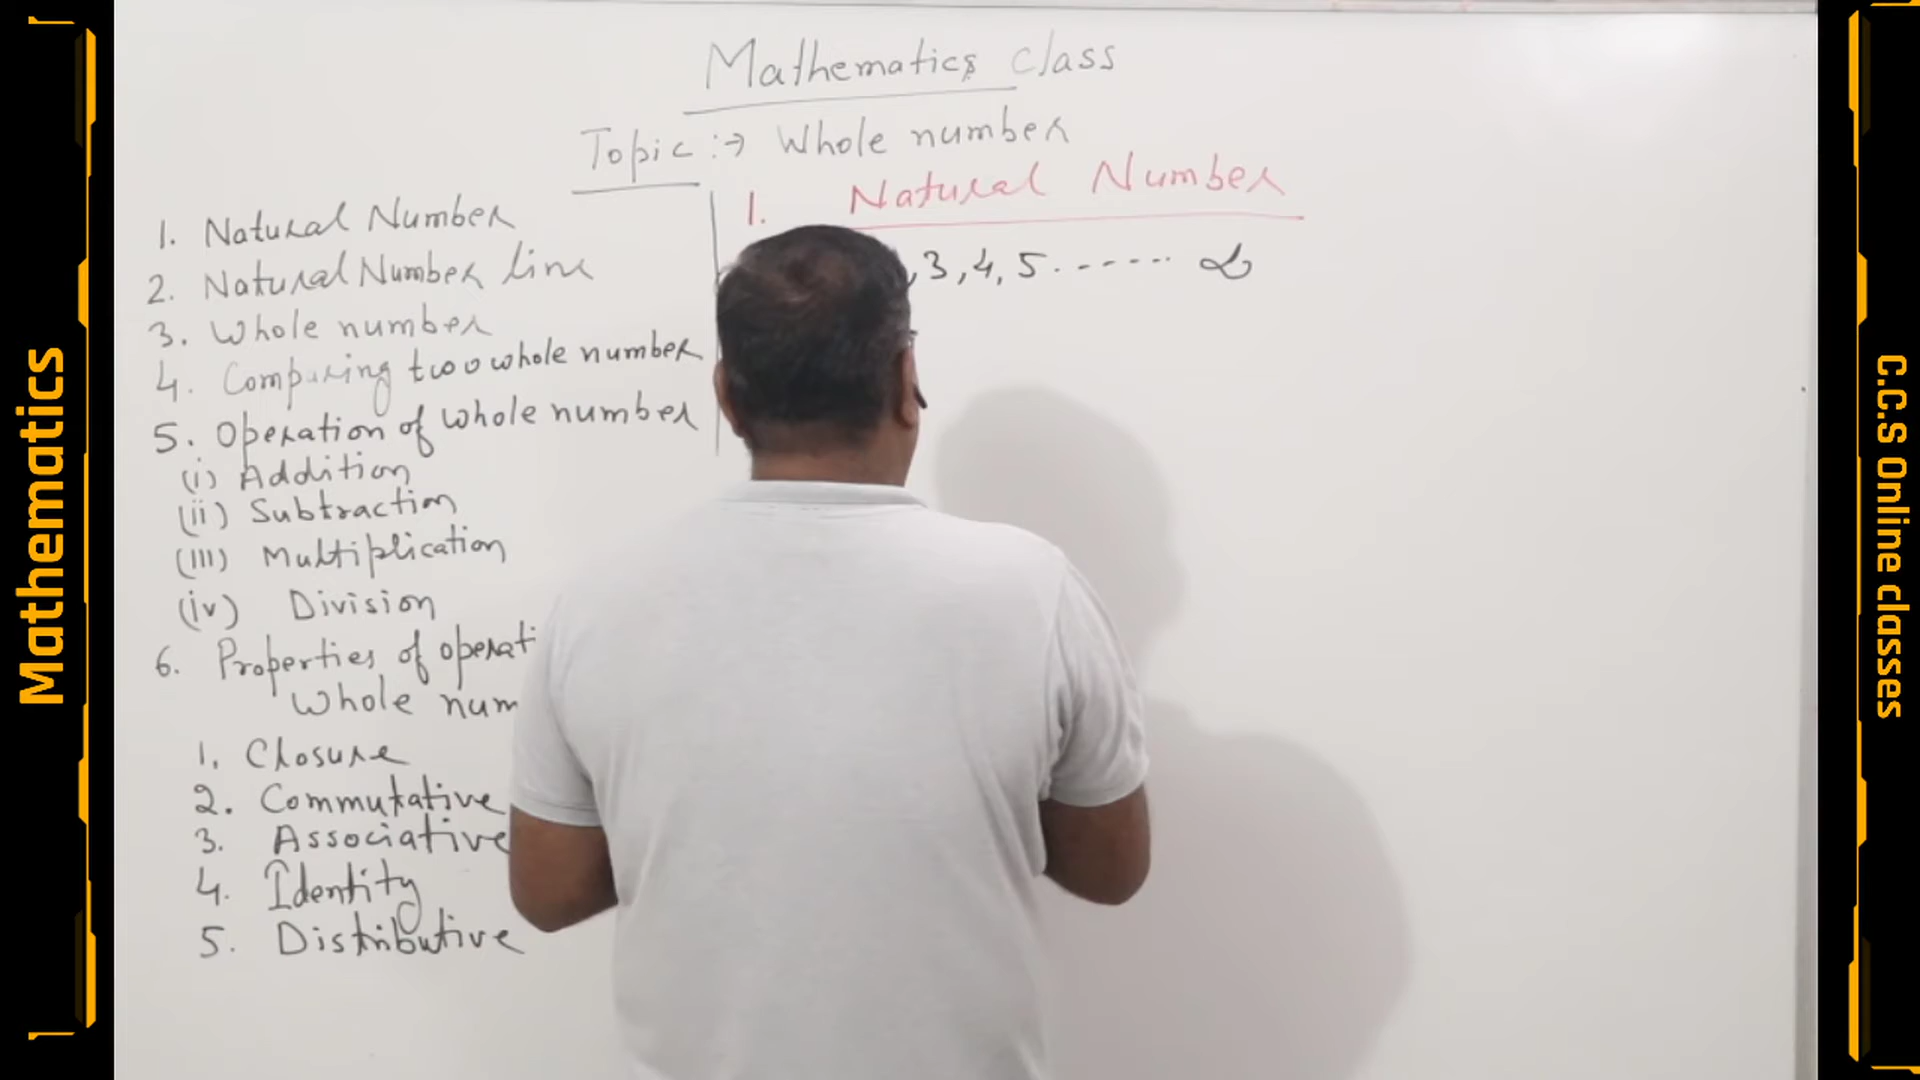 Mathematics class
Topic :→ Whole number
1. Natural Number
2. Natural Number line
3. Whole number
4. Comparing two whole number
5. Operation of whole number
(i) Addition
(ii) Subtraction
(iii) Multiplication
(iv) Division
6. Properties of operati
Whole num
1. Closure
2. Commutative
3. Associative
4. Identity
5. Distributive
1. Natural Number
,3,4,5.------ ∞
Mathematics
C.C.S Online classes